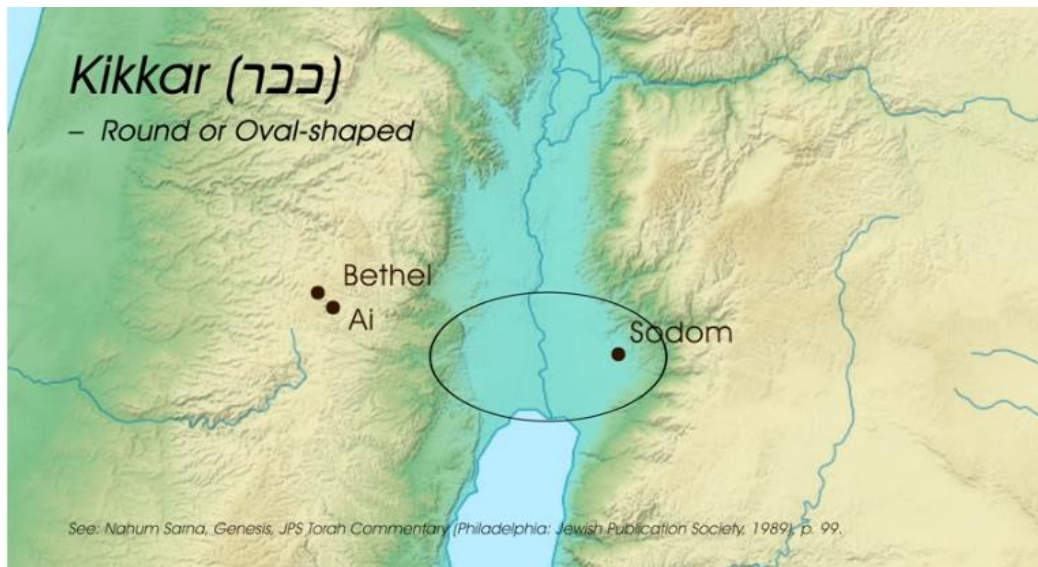 Kikkar (ככר)
– Round or Oval-shaped
Bethel
Ai
Sodom
See: Nahum Sarna, Genesis, JPS Torah Commentary (Philadelphia: Jewish Publication Society, 1989), p. 99.